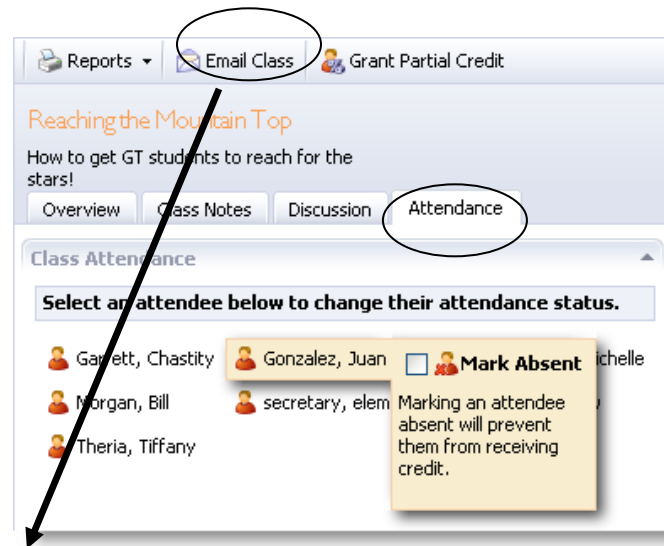 Reports Email Class Grant Partial Credit
Reaching the Mountain Top
How to get GT students to reach for the
stars!
Overview Class Notes Discussion Attendance
Class Attendance
Select an attendee below to change their attendance status.
Garrett, Chastity Gonzalez, Juan Mark Absent
Morgan, Bill secretary, Marking an attendee
absent will prevent
Theria, Tiffany them from receiving
credit.